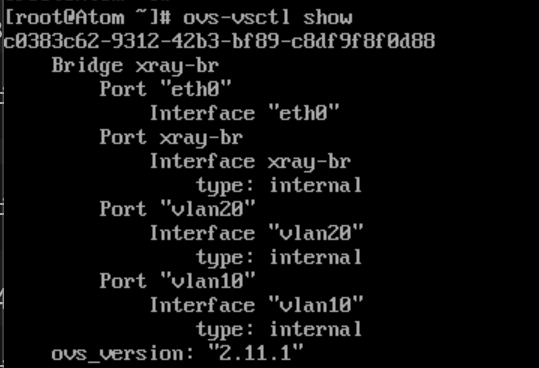 [root@Atom ~]# ovs-vsctl show
c0383c62-9312-42b3-bf89-c8df9f8f0d88
    Bridge xray-br
        Port "eth0"
            Interface "eth0"
        Port xray-br
            Interface xray-br
                type: internal
        Port "vlan20"
            Interface "vlan20"
                type: internal
        Port "vlan10"
            Interface "vlan10"
                type: internal
    ovs_version: "2.11.1"